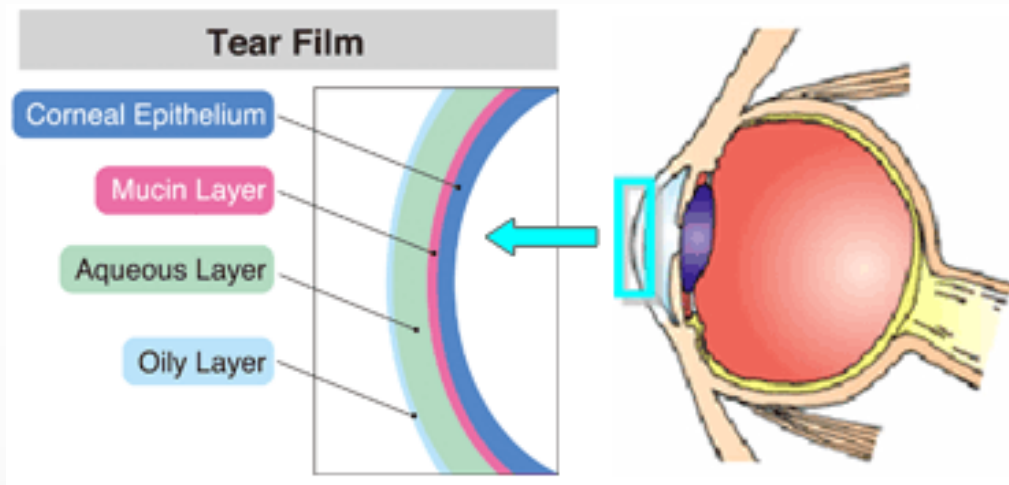 Tear Film
Corneal Epithelium
Mucin Layer
Aqueous Layer
Oily Layer